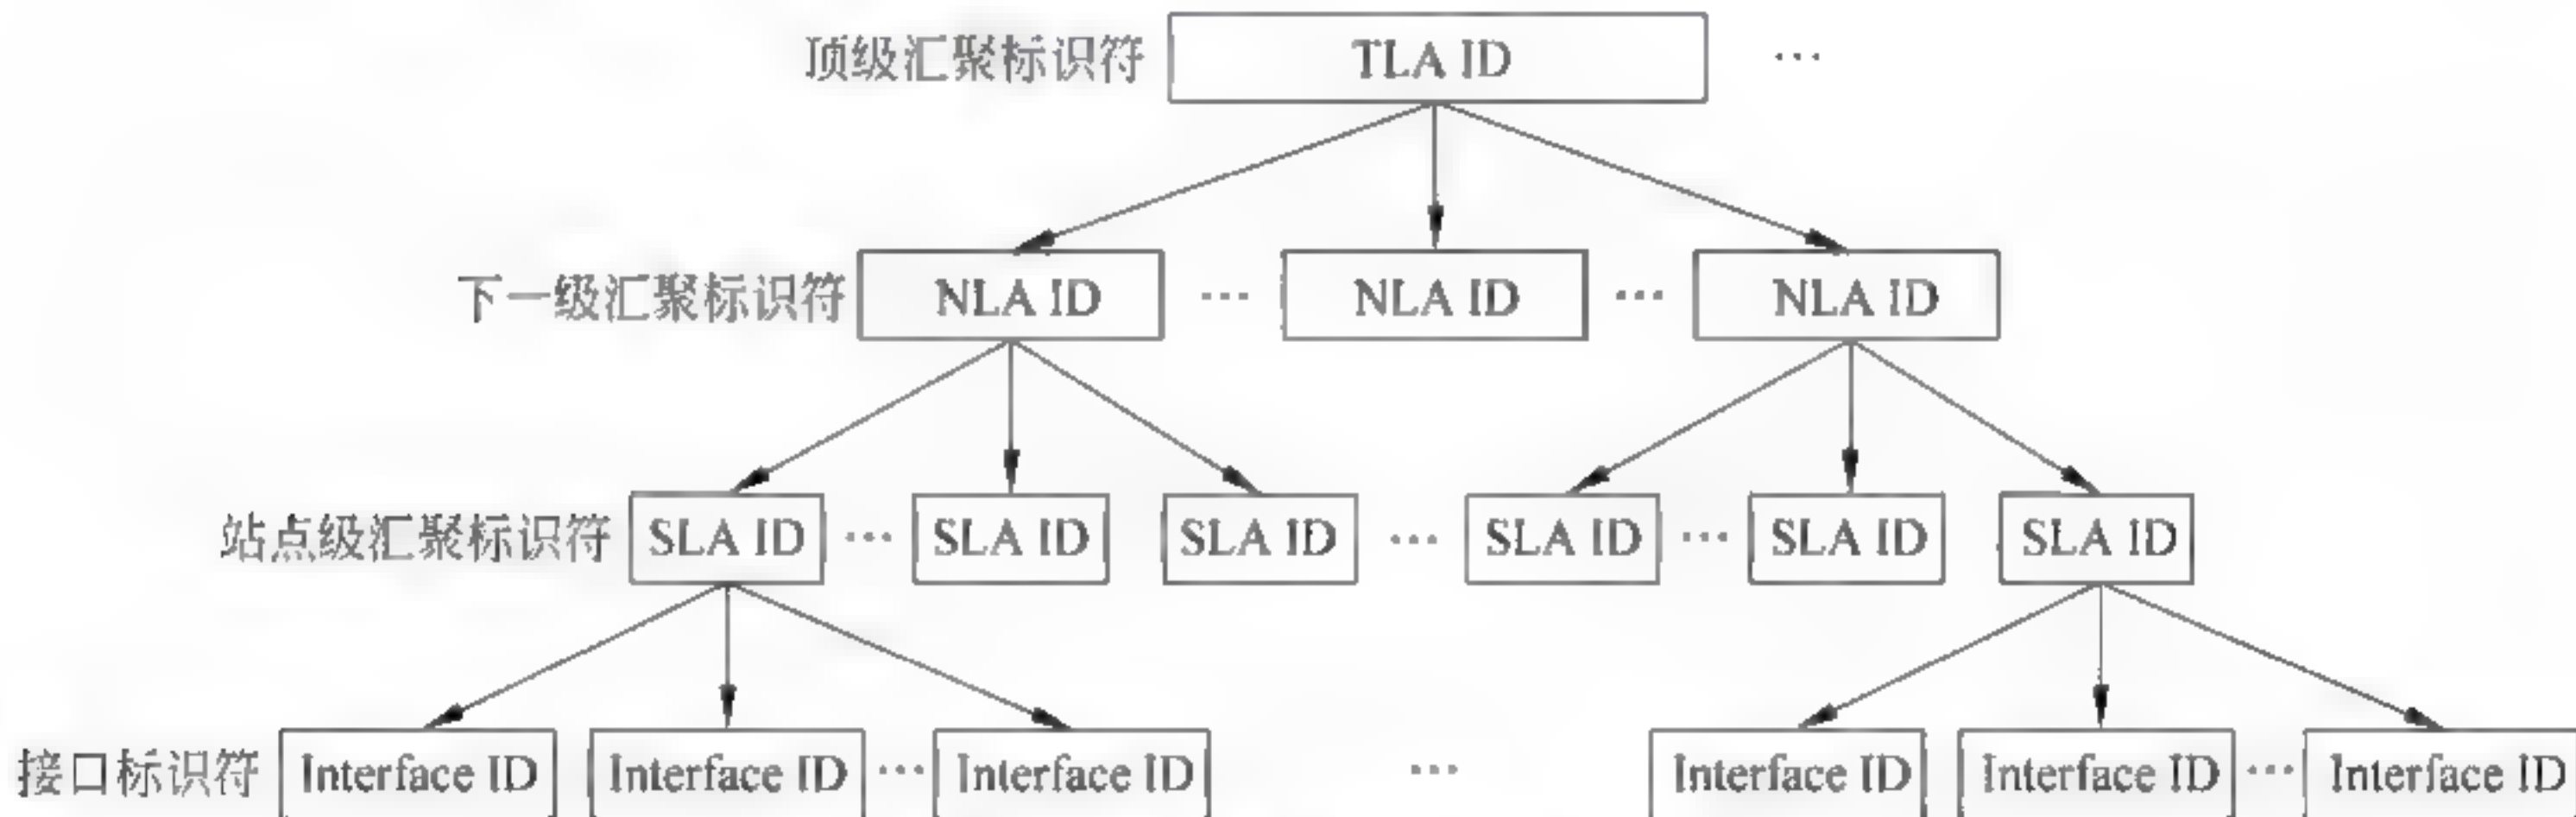 顶级汇聚标识符 TLA ID …
下一级汇聚标识符 NLA ID … NLA ID … NLA ID
站点级汇聚标识符 SLA ID … SLA ID SLA ID … SLA ID … SLA ID SLA ID
接口标识符 Interface ID Interface ID … Interface ID … Interface ID Interface ID … Interface ID